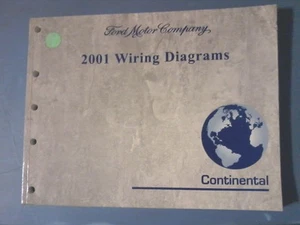 Ford Motor Company,
2001 Wiring Diagrams
Continental